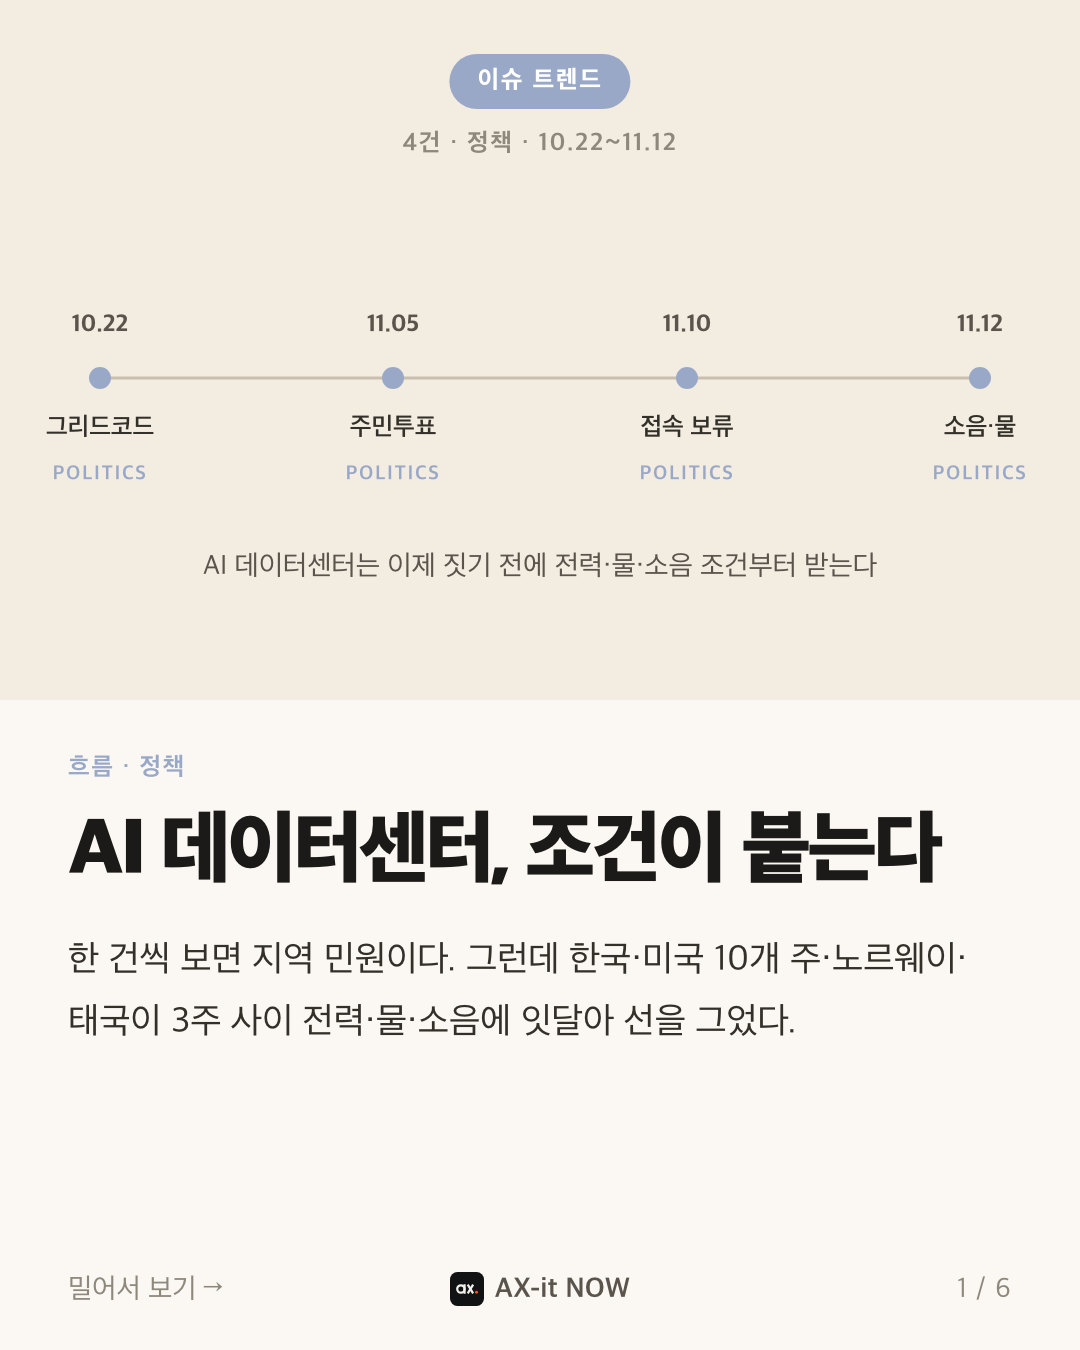 이슈 트렌드
4건 · 정책 · 10.22~11.12
10.22 11.05 11.10 11.12
그리드코드 주민투표 접속 보류 소음·물
POLITICS POLITICS POLITICS POLITICS
AI 데이터센터는 이제 짓기 전에 전력·물·소음 조건부터 받는다
흐름 · 정책
AI 데이터센터, 조건이 붙는다
한 건씩 보면 지역 민원이다. 그런데 한국·미국 10개 주·노르웨이·
태국이 3주 사이 전력·물·소음에 잇달아 선을 그었다.
밀어서 보기 → ax. AX-it NOW 1 / 6